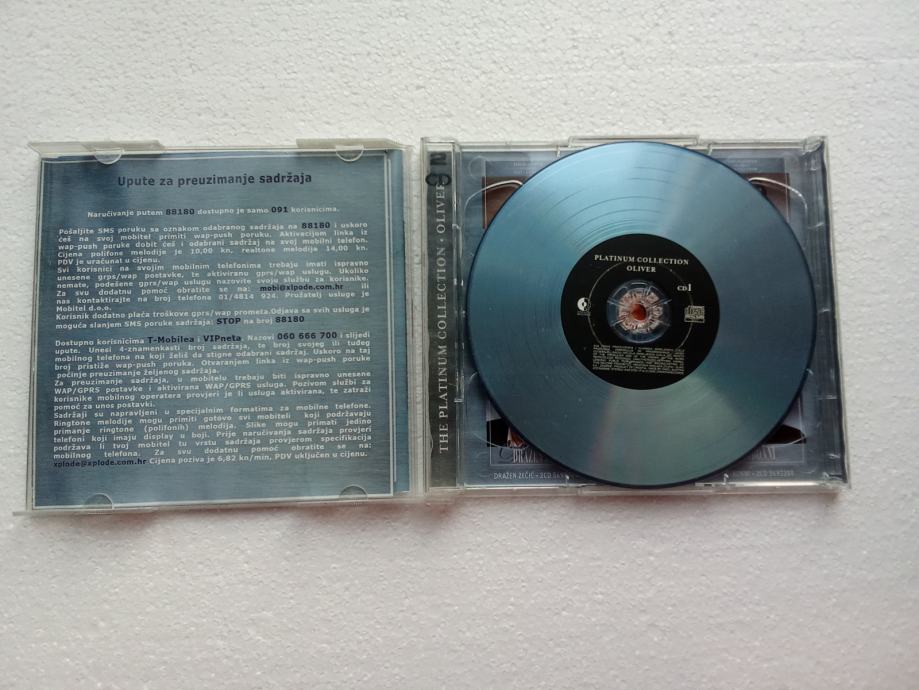 Upute za preuzimanje sadržaja
Naručivanje putem 88180 dostupno je samo 091 korisnicima.
Pošaljite SMS poruku sa oznakom odabranog sadržaja na 88180 i uskoro
ćeš na svoj mobitel primiti wap-push poruku. Aktivacijom linka iz
wap-push poruke dobit ćeš i odabrani sadržaj na svoj mobilni telefon.
Cijena polifone melodije je 10,00 kn, realtone melodije 14,00 kn.
PDV je uračunat u cijenu.
Svi korisnici na svojim mobilnim telefonima trebaju imati ispravno
unesene grps/wap postavke, te aktiviranu gprs/wap uslugu. Ukoliko
nemate, podešene gprs/wap uslugu nazovite svoju službu za korisnike.
Za svu dodatnu pomoć obratite se na: mobi@xlpode.com.hr ili
nas kontaktirajte na broj telefona 01/4814 924. Pružatelj usluge je
Mobitel d.o.o.
Korisnik dodatno plaća troškove gprs/wap prometa.Odjava sa svih usluga je
moguća slanjem SMS poruke sadržaja: STOP na broj 88180
Dostupno korisnicima T-Mobilea i VIPneta Nazovi 060 666 700 i slijedi
upute. Unesi 4-znamenkasti broj sadržaja, te broj svojeg ili tuđeg
mobilnog telefona na koji želiš da stigne odabrani sadržaj. Uskoro na taj
broj pristiže wap-push poruka. Otvaranjem linka iz wap-push poruke
počinje preuzimanje željenog sadržaja.
Za preuzimanje sadržaja, u mobitelu trebaju biti ispravno unesene
WAP/GPRS postavke i aktivirana WAP/GPRS usluga. Pozivom službi za
korisnike mobilnog operatera provjeri je li usluga aktivirana, te zatraži
pomoć za unos postavki.
Sadržaji su napravljeni u specijalnim formatima za mobilne telefone.
Ringtone melodije mogu primiti gotovo svi mobiteli koji podržavaju
primanje ringtone (polifonih) melodija. Slike mogu primati jedino
telefoni koji imaju display u boji. Prije naručivanja sadržaja provjeri
podržava li tvoj mobitel tu vrstu sadržaja provjerom specifikacija
mobilnog telefona. Za svu dodatnu pomoć obratite se na:
xplode@xplode.com.hr Cijena poziva je 6,82 kn/min, PDV uključen u cijenu.
2 CD
THE PLATINUM COLLECTION · OLIVER
PLATINUM COLLECTION
OLIVER
CD1
DRAŽEN ZEČIĆ • 2CD